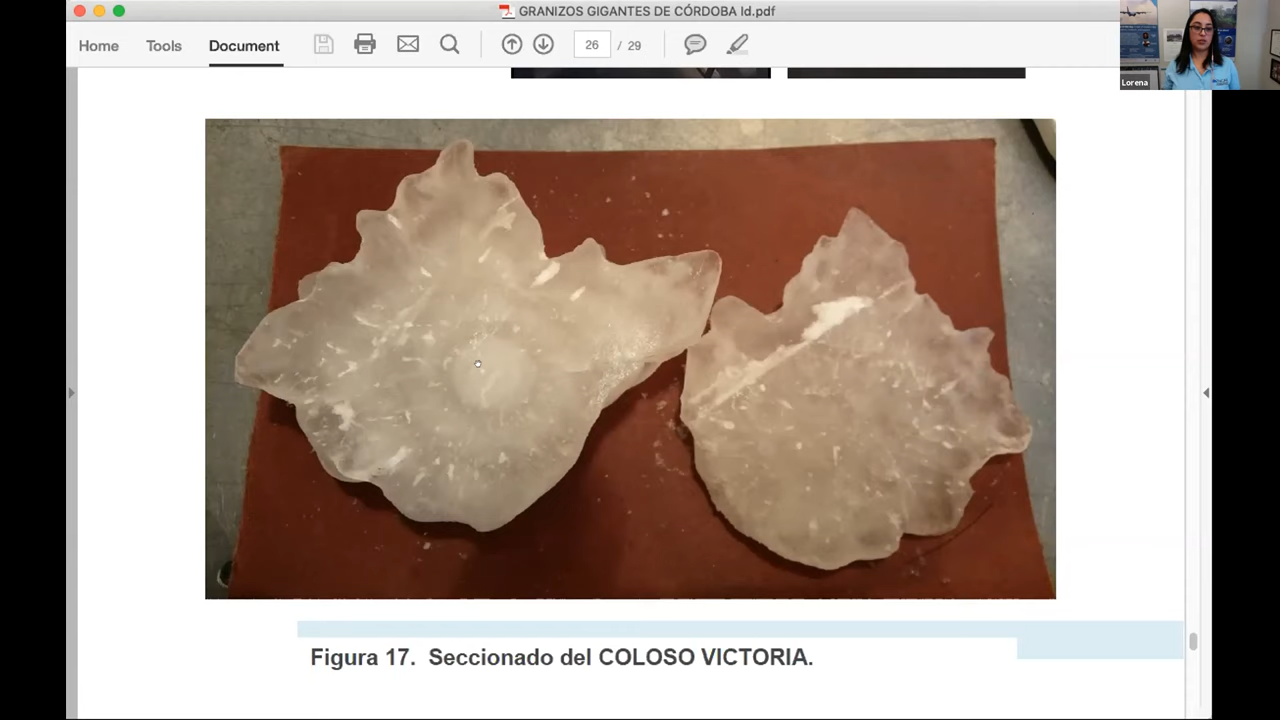 GRANIZOS GIGANTES DE CÓRDOBA Id.pdf
Home Tools Document 26 / 29
Lorena
Figura 17. Seccionado del COLOSO VICTORIA.